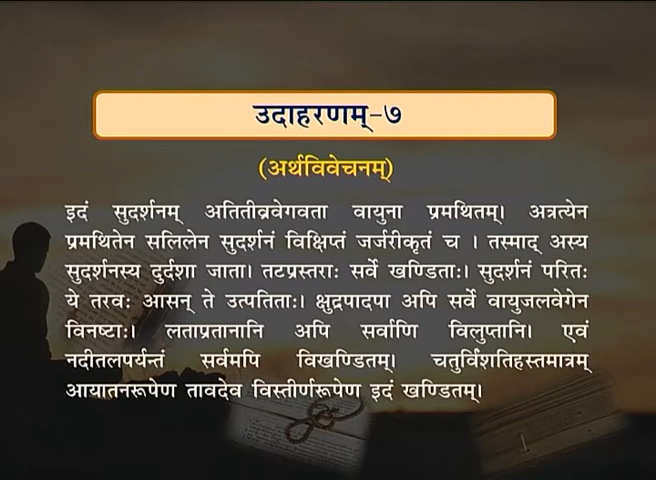 उदाहरणम्-७
(अर्थविवेचनम्)
इदं सुदर्शनम् अतितीव्रवेगवता वायुना प्रमथितम्। अत्रत्येन
प्रमथितेन सलिलेन सुदर्शनं विक्षिप्तं जर्जरीकृतं च । तस्माद् अस्य
सुदर्शनस्य दुर्दशा जाता। तटप्रस्तराः सर्वे खण्डिताः। सुदर्शनं परितः
ये तरवः आसन् ते उत्पतिताः। क्षुद्रपादपा अपि सर्वे वायुजलवेगेन
विनष्टाः। लताप्रतानानि अपि सर्वाणि विलुप्तानि। एवं
नदीतलपर्यन्तं सर्वमपि विखण्डितम्। चतुर्विंशतिहस्तमात्रम्
आयातनरूपेण तावदेव विस्तीर्णरूपेण इदं खण्डितम्।